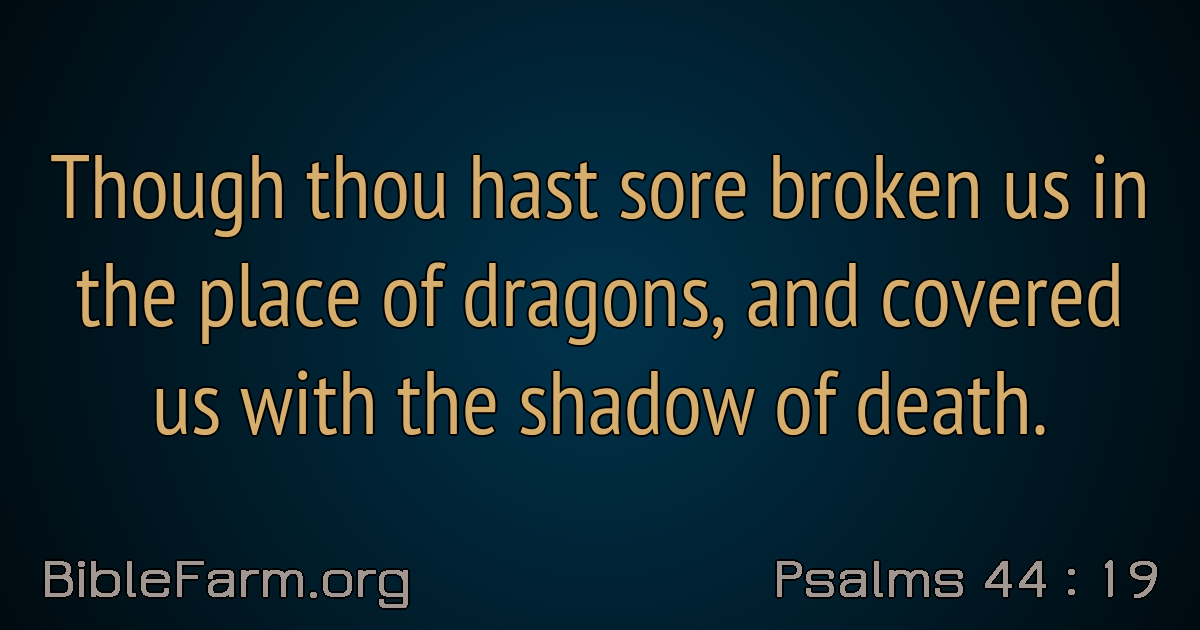 Though thou hast sore broken us in
the place of dragons, and covered
us with the shadow of death.
BibleFarm.org
Psalms 44 : 19